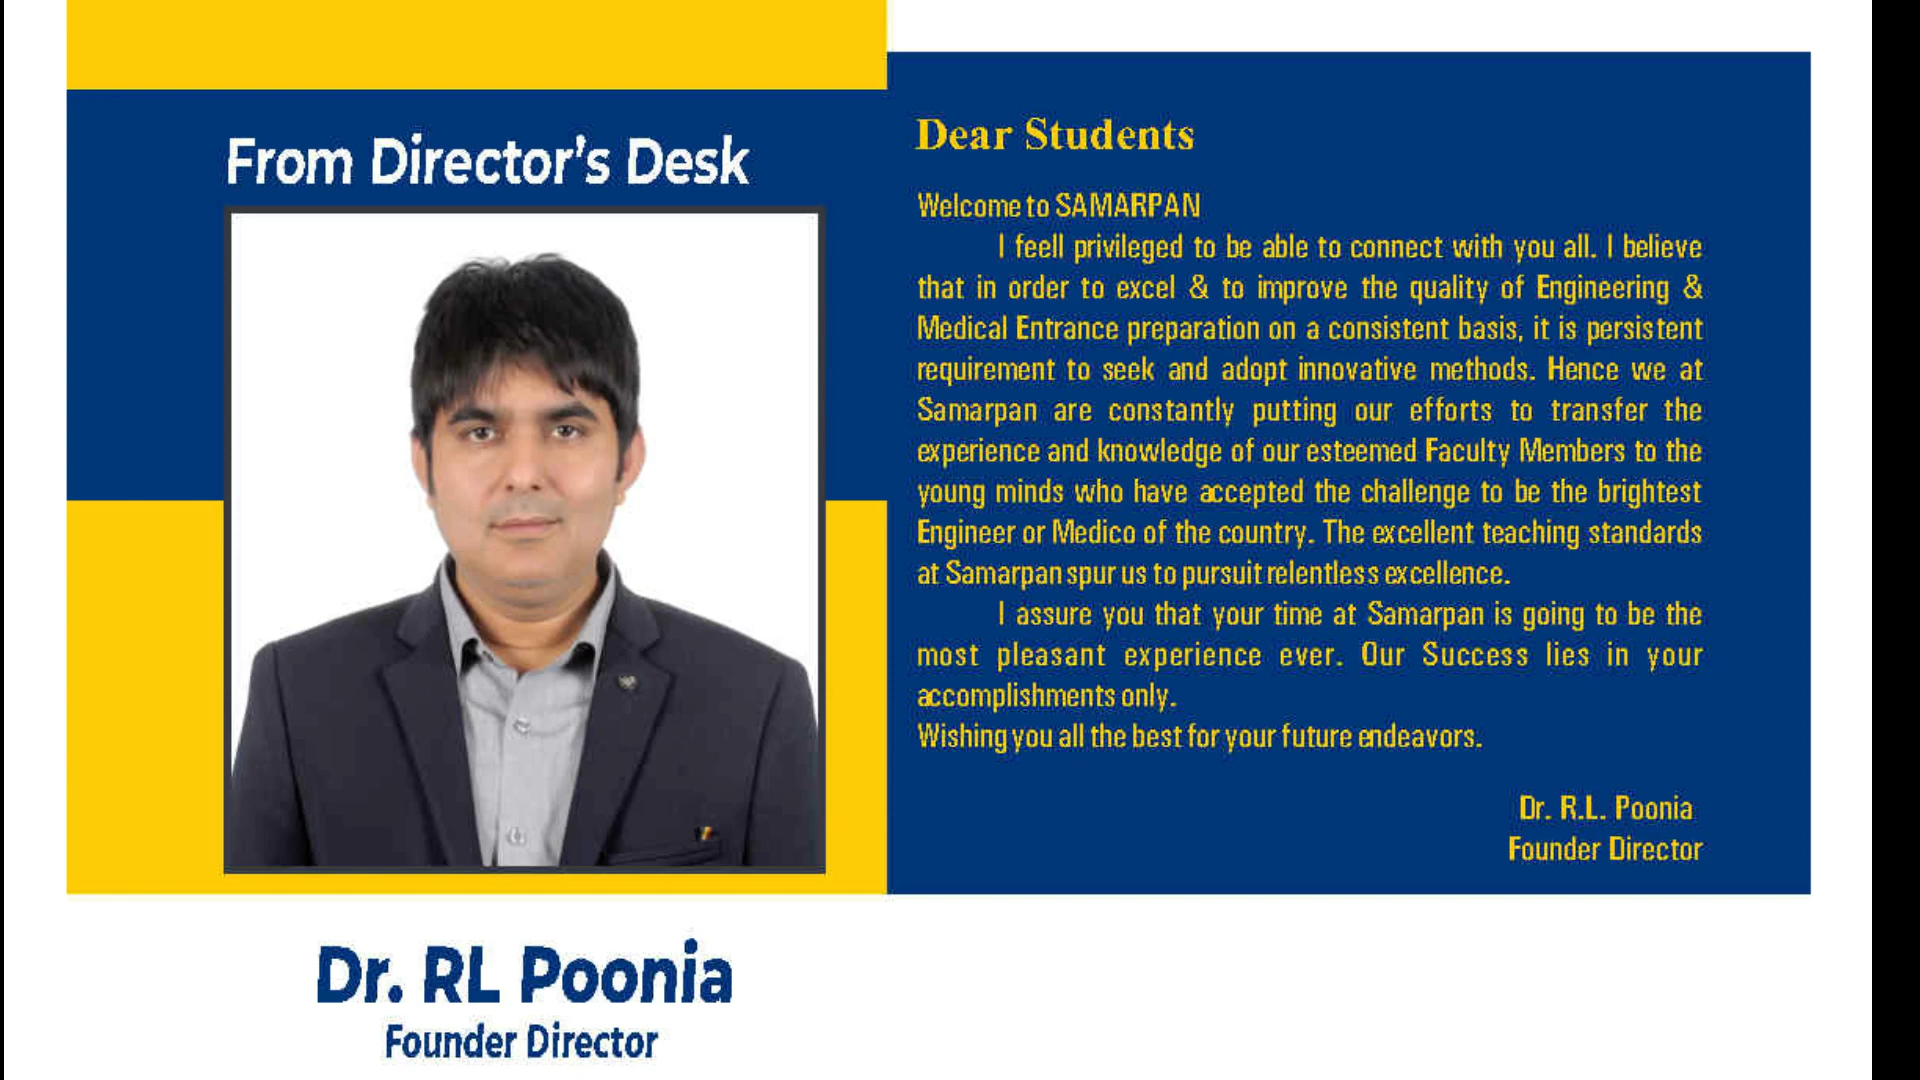 From Director's Desk
Dr. RL Poonia
Founder Director
Dear Students
Welcome to SAMARPAN
I feell privileged to be able to connect with you all. I believe
that in order to excel & to improve the quality of Engineering &
Medical Entrance preparation on a consistent basis, it is persistent
requirement to seek and adopt innovative methods. Hence we at
Samarpan are constantly putting our efforts to transfer the
experience and knowledge of our esteemed Faculty Members to the
young minds who have accepted the challenge to be the brightest
Engineer or Medico of the country. The excellent teaching standards
at Samarpan spur us to pursuit relentless excellence.
I assure you that your time at Samarpan is going to be the
most pleasant experience ever. Our Success lies in your
accomplishments only.
Wishing you all the best for your future endeavors.
Dr. R.L. Poonia
Founder Director